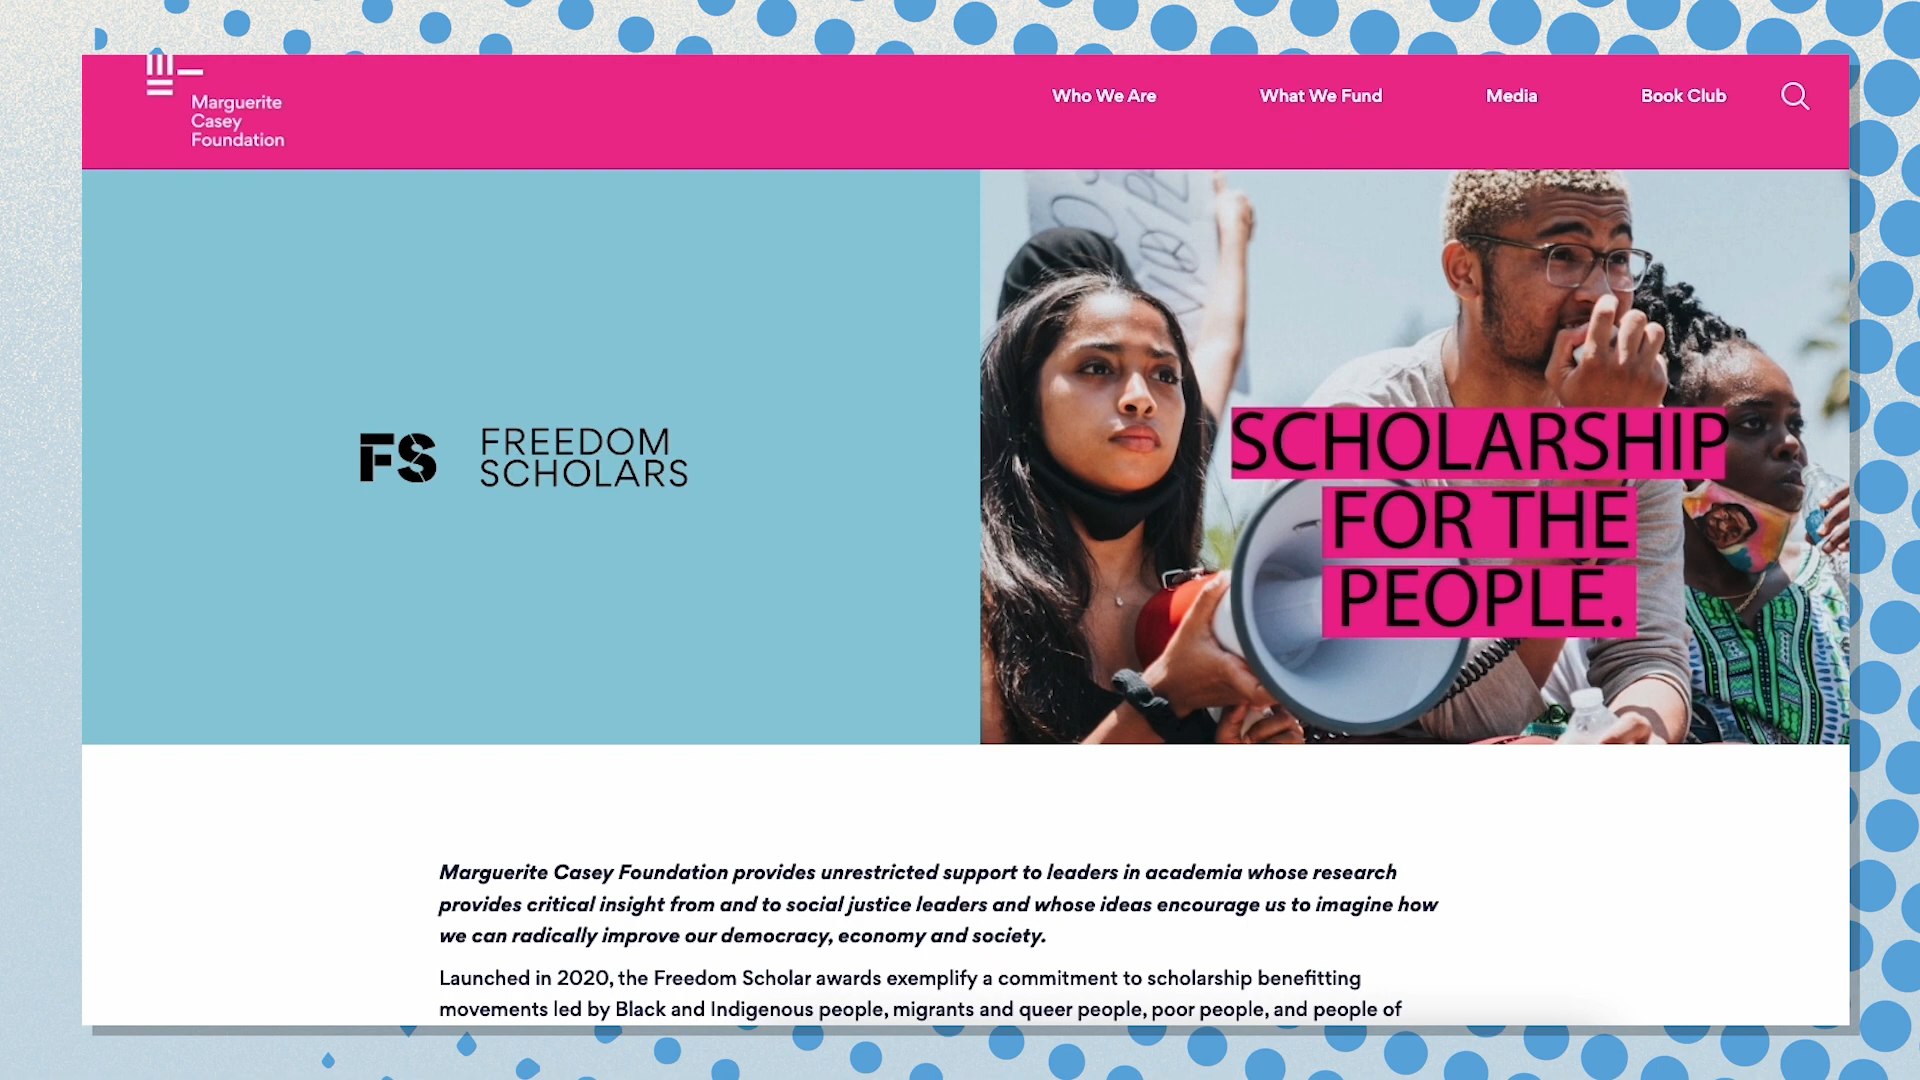 Marguerite
Casey
Foundation
Who We Are
What We Fund
Media
Book Club
FS
FREEDOM
SCHOLARS
SCHOLARSHIP
FOR THE
PEOPLE.
Marguerite Casey Foundation provides unrestricted support to leaders in academia whose research
provides critical insight from and to social justice leaders and whose ideas encourage us to imagine how
we can radically improve our democracy, economy and society.
Launched in 2020, the Freedom Scholar awards exemplify a commitment to scholarship benefitting
movements led by Black and Indigenous people, migrants and queer people, poor people, and people of